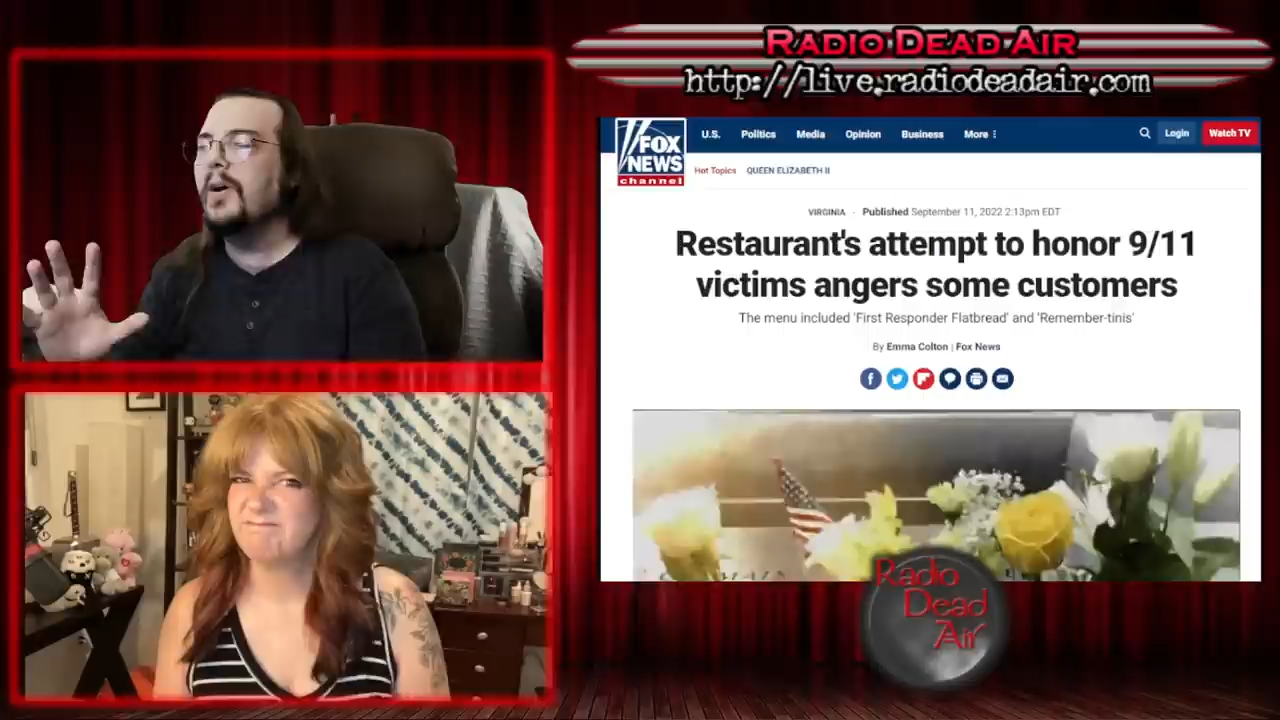 RADIO DEAD AIR
http://live.radiodeadair.com
FOX
NEWS
channel
U.S. Politics Media Opinion Business More Login Watch TV
Hot Topics QUEEN ELIZABETH II
VIRGINIA · Published September 11, 2022 2:13pm EDT
Restaurant's attempt to honor 9/11
victims angers some customers
The menu included 'First Responder Flatbread' and 'Remember-tinis'
By Emma Colton | Fox News
Radio
Dead
Air